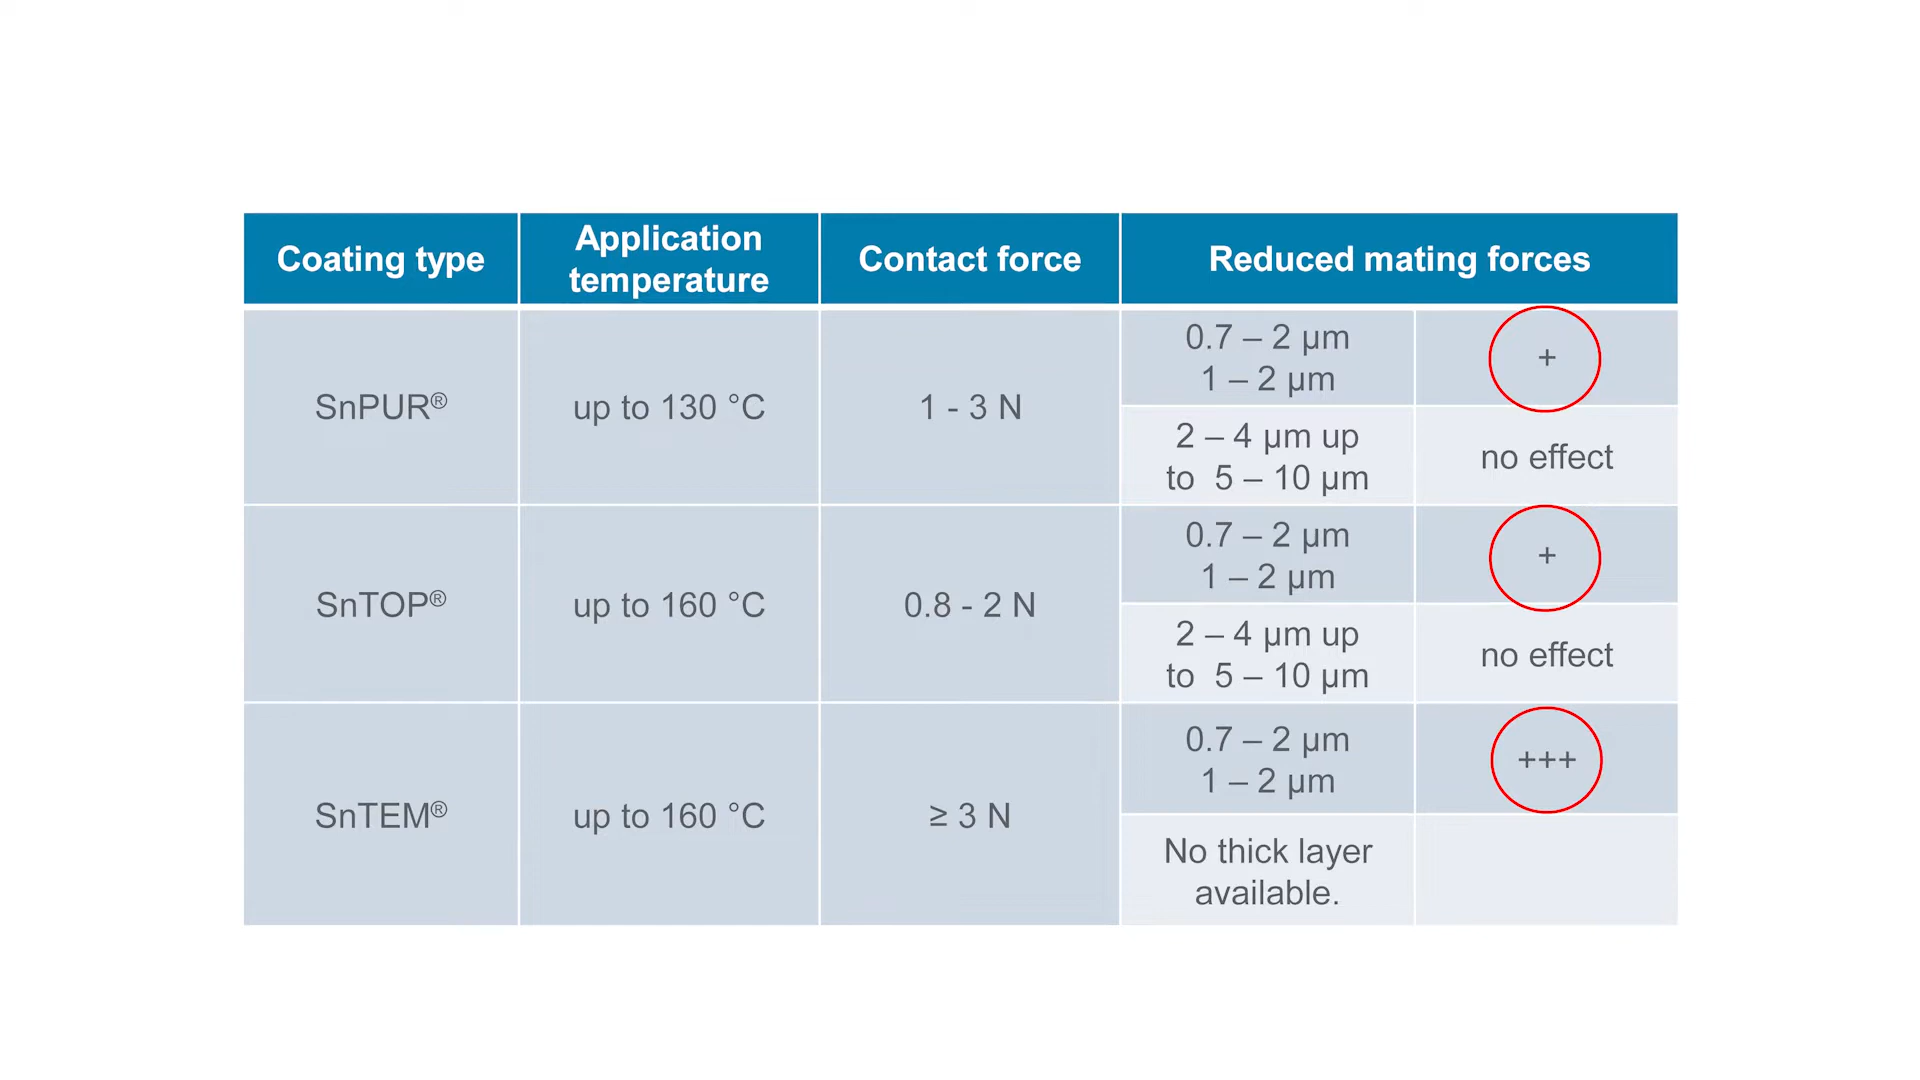 Coating type
Application
temperature
Contact force
Reduced mating forces
SnPUR®
up to 130 °C
1 - 3 N
0.7 – 2 µm
1 – 2 µm
+
2 – 4 µm up
to 5 – 10 µm
no effect
SnTOP®
up to 160 °C
0.8 - 2 N
0.7 – 2 µm
1 – 2 µm
+
2 – 4 µm up
to 5 – 10 µm
no effect
SnTEM®
up to 160 °C
≥ 3 N
0.7 – 2 µm
1 – 2 µm
+++
No thick layer
available.